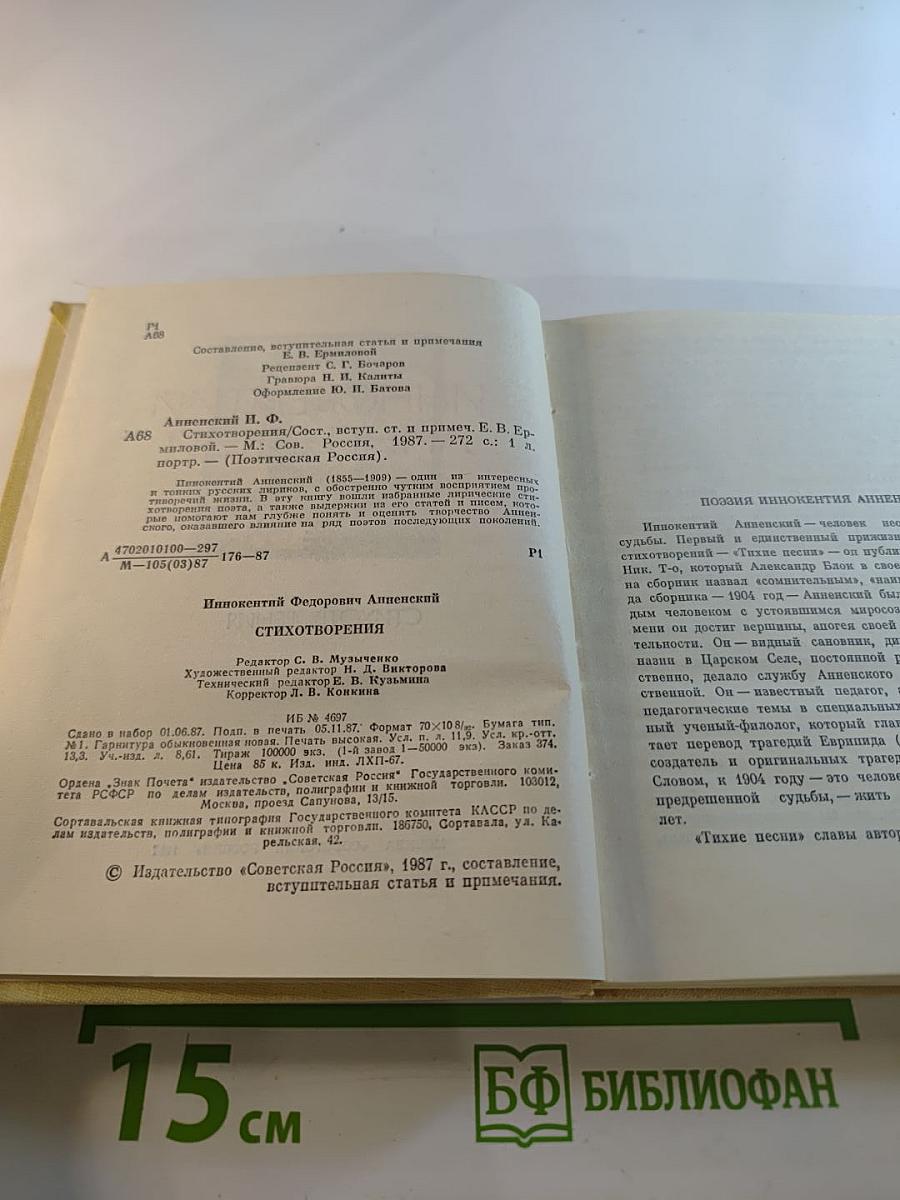 Р1
А68
Составление, вступительная статья и примечания
Е. В. Ермиловой
Рецензент С. Г. Бочаров
Гравюра Н. И. Калиты
Оформление Ю. И. Батова
Анненский И. Ф.
А68 Стихотворения/Сост., вступ. ст. и примеч. Е. В. Ер-
миловой. — М.: Сов. Россия, 1987. — 272 с.: 1 л.
портр. — (Поэтическая Россия).
Иннокентий Анненский (1855—1909) — один из интересных
и тонких русских лириков, с обостренно чутким восприятием про-
тиворечий жизни. В эту книгу вошли избранные лирические сти-
хотворения поэта, а также выдержки из его статей и писем, кото-
рые помогают нам глубже понять и оценить творчество Аннен-
ского, оказавшего влияние на ряд поэтов последующих поколений.
А 4702010100—297 176—87 Р1
М—105(03)87
Иннокентий Федорович Анненский
СТИХОТВОРЕНИЯ
Редактор С. В. Музыченко
Художественный редактор Н. Д. Викторова
Технический редактор Е. В. Кузьмина
Корректор Л. В. Конкина
ИБ № 4697
Сдано в набор 01.06.87. Подп. в печать 05.11.87. Формат 70×108/32. Бумага тип.
№ 1. Гарнитура обыкновенная новая. Печать высокая. Усл. п. л. 11,9. Усл. кр.-отт.
13,3. Уч.-изд. л. 8,61. Тираж 100000 экз. (1-й завод 1—50000 экз). Заказ 374.
Цена 85 к. Изд. инд. ЛХП-67.
Ордена „Знак Почета" издательство „Советская Россия" Государственного коми-
тета РСФСР по делам издательств, полиграфии и книжной торговли. 103012,
Москва, проезд Сапунова, 13/15.
Сортавальская книжная типография Государственного комитета КАССР по де-
лам издательств, полиграфии и книжной торговли. 186750, Сортавала, ул. Ка-
рельская, 42.
© Издательство «Советская Россия», 1987 г., составление,
вступительная статья и примечания.
ПОЭЗИЯ ИННОКЕНТИЯ АННЕН
Иннокентий Анненский — человек нео
судьбы. Первый и единственный прижизн
стихотворений — «Тихие песни» — он публи
Ник. Т-о, который Александр Блок в свое
на сборник назвал «сомнительным», «наи
да сборника — 1904 год — Анненский был
дым человеком с устоявшимся миросоз
мени он достиг вершины, апогея своей
тельности. Он — видный сановник, ди
назии в Царском Селе, постоянной р
ственно, делало службу Анненского
ственной. Он — известный педагог, а
педагогические темы в специальных
ный ученый-филолог, который глав
тает перевод трагедий Еврипида (
создатель и оригинальных трагед
Словом, к 1904 году — это челове
предрешенной судьбы, — жить
лет.
«Тихие песни» славы автор
15 см
БФ БИБЛИОФАН